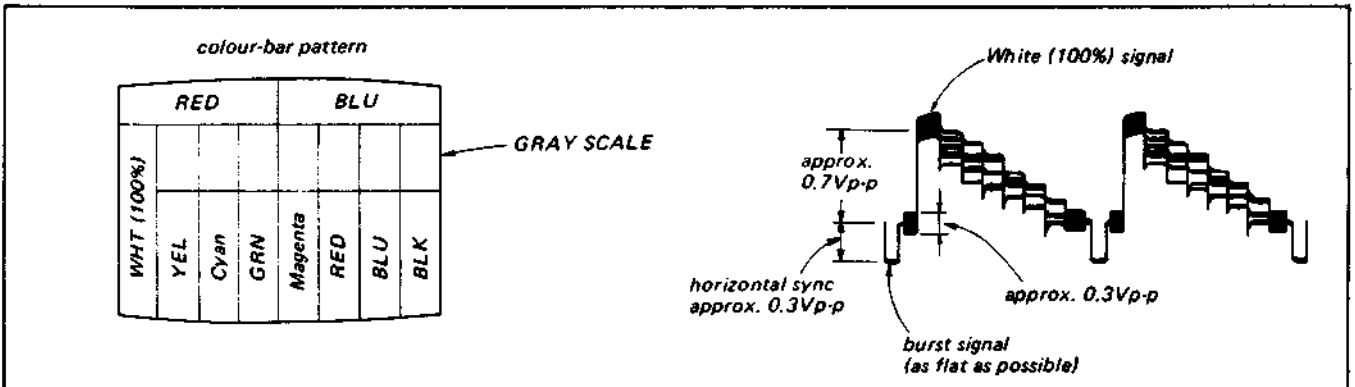 colour-bar pattern
RED
BLU
GRAY SCALE
WHT (100%)
YEL
Cyan
GRN
Magenta
RED
BLU
BLK
White (100%) signal
approx.
0.7Vp-p
horizontal sync
approx. 0.3Vp-p
approx. 0.3Vp-p
burst signal
(as flat as possible)